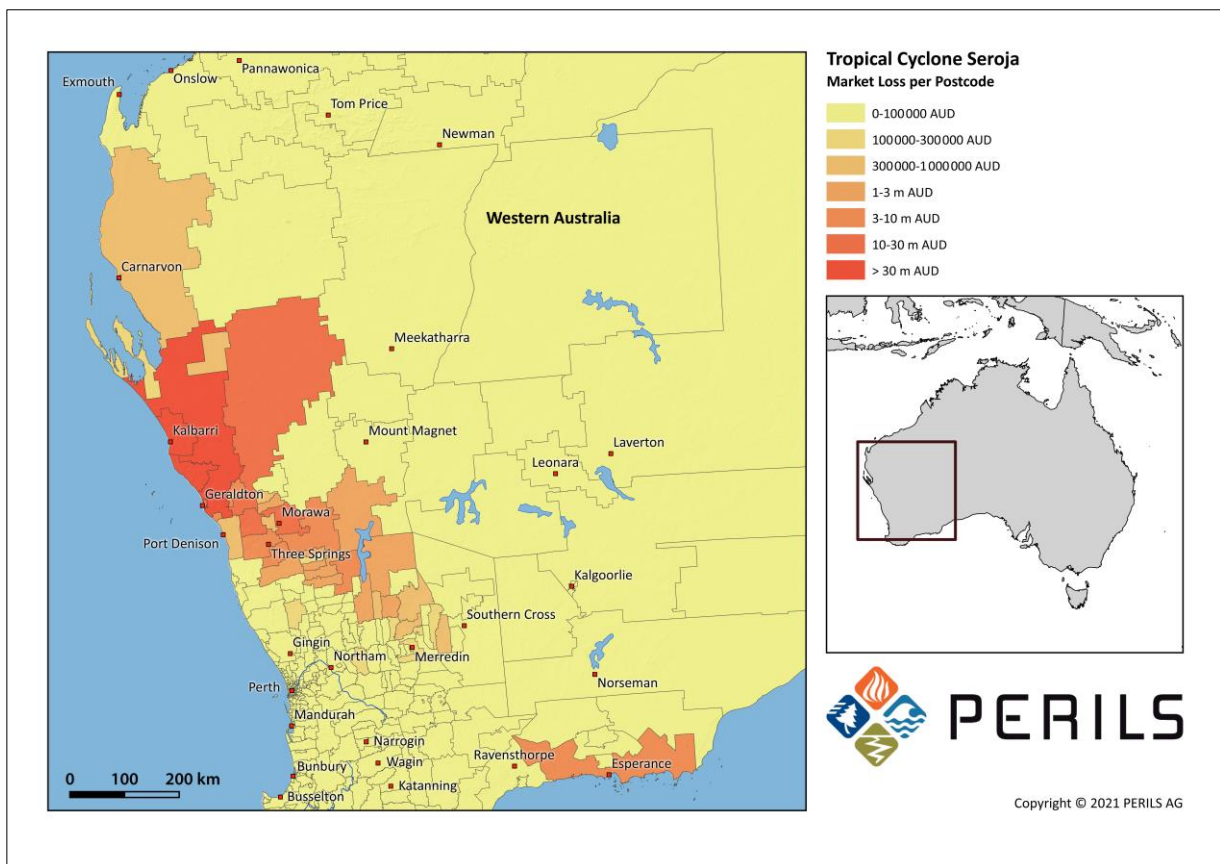 Tropical Cyclone Seroja
Market Loss per Postcode
0-100000 AUD
100000-300000 AUD
300000-1000000 AUD
1-3 m AUD
3-10 m AUD
10-30 m AUD
> 30 m AUD
Exmouth
Onslow
Pannawonica
Tom Price
Newman
Western Australia
Carnarvon
Meekatharra
Kalbarri
Mount Magnet
Laverton
Leonara
Geraldton
Morawa
Port Denison
Three Springs
Kalgoorlie
Southern Cross
Gingin
Northam
Merredin
Perth
Norseman
Mandurah
Narrogin
Ravensthorpe
Esperance
Bunbury
Wagin
Katanning
Busselton
0 100 200 km
PERILS
Copyright © 2021 PERILS AG